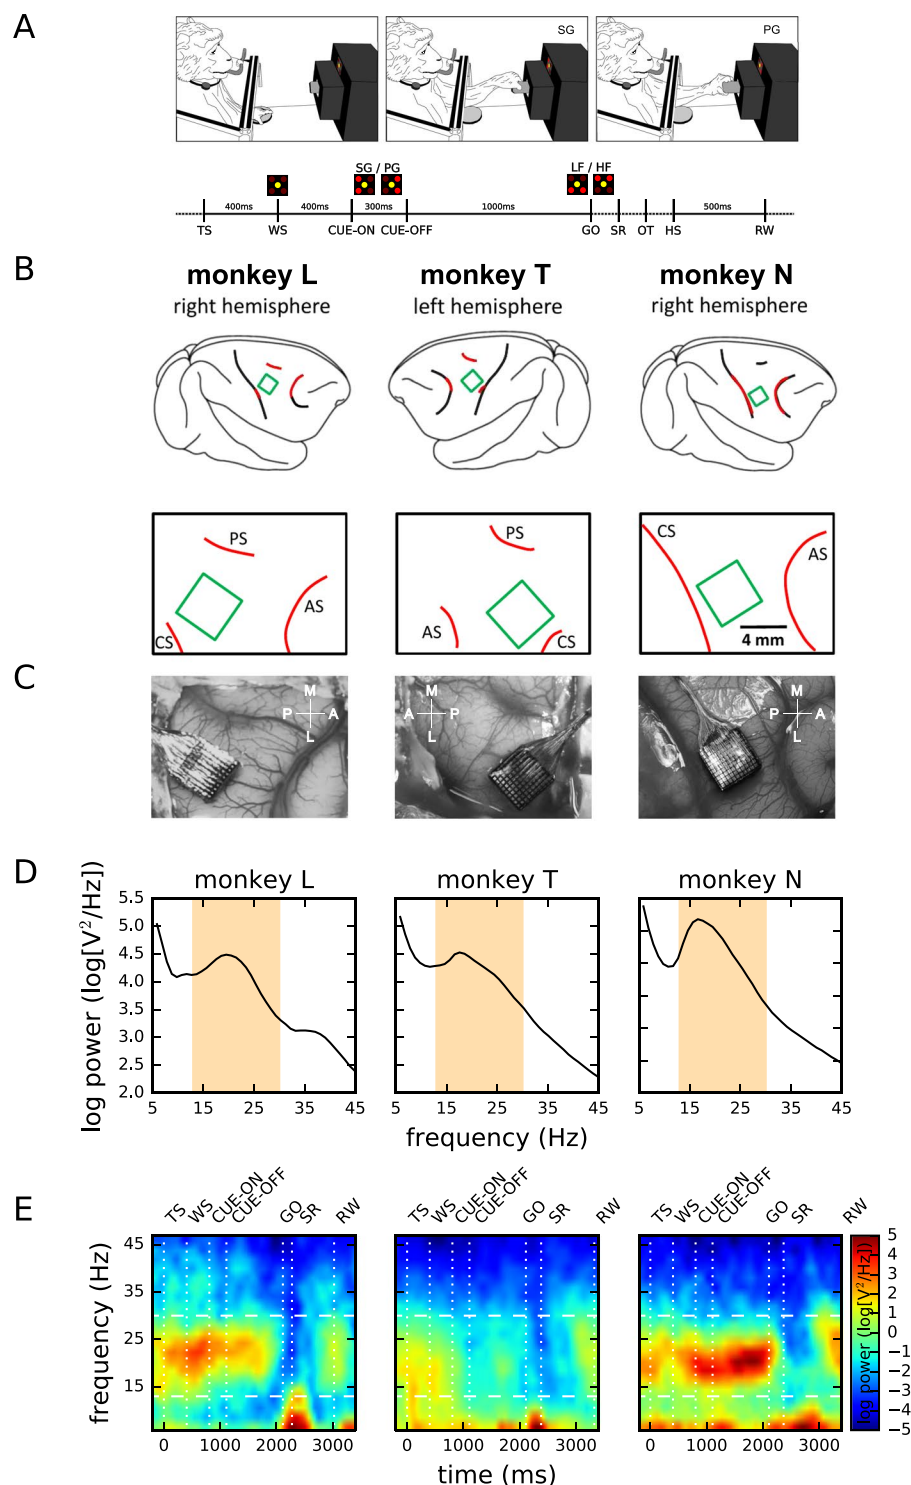 A
SG
PG
SG / PG
LF / HF
400ms 400ms 300ms 1000ms 500ms
TS WS CUE-ON CUE-OFF GO SR OT HS RW
B
monkey L monkey T monkey N
right hemisphere left hemisphere right hemisphere
PS AS CS
PS AS CS
CS AS
4 mm
C
M P A L
M A P L
M P A L
D
monkey L monkey T monkey N
log power (log[V²/Hz])
5.5
5.0
4.5
4.0
3.5
3.0
2.5
2.0
5 15 25 35 45 5 15 25 35 45 5 15 25 35 45
frequency (Hz)
E
TS WS CUE-ON CUE-OFF GO SR RW
TS WS CUE-ON CUE-OFF GO SR RW
TS WS CUE-ON CUE-OFF GO SR RW
frequency (Hz)
45
35
25
15
0 1000 2000 3000 0 1000 2000 3000 0 1000 2000 3000
time (ms)
log power (log[V²/Hz])
5
4
3
2
1
0
−1
−2
−3
−4
−5